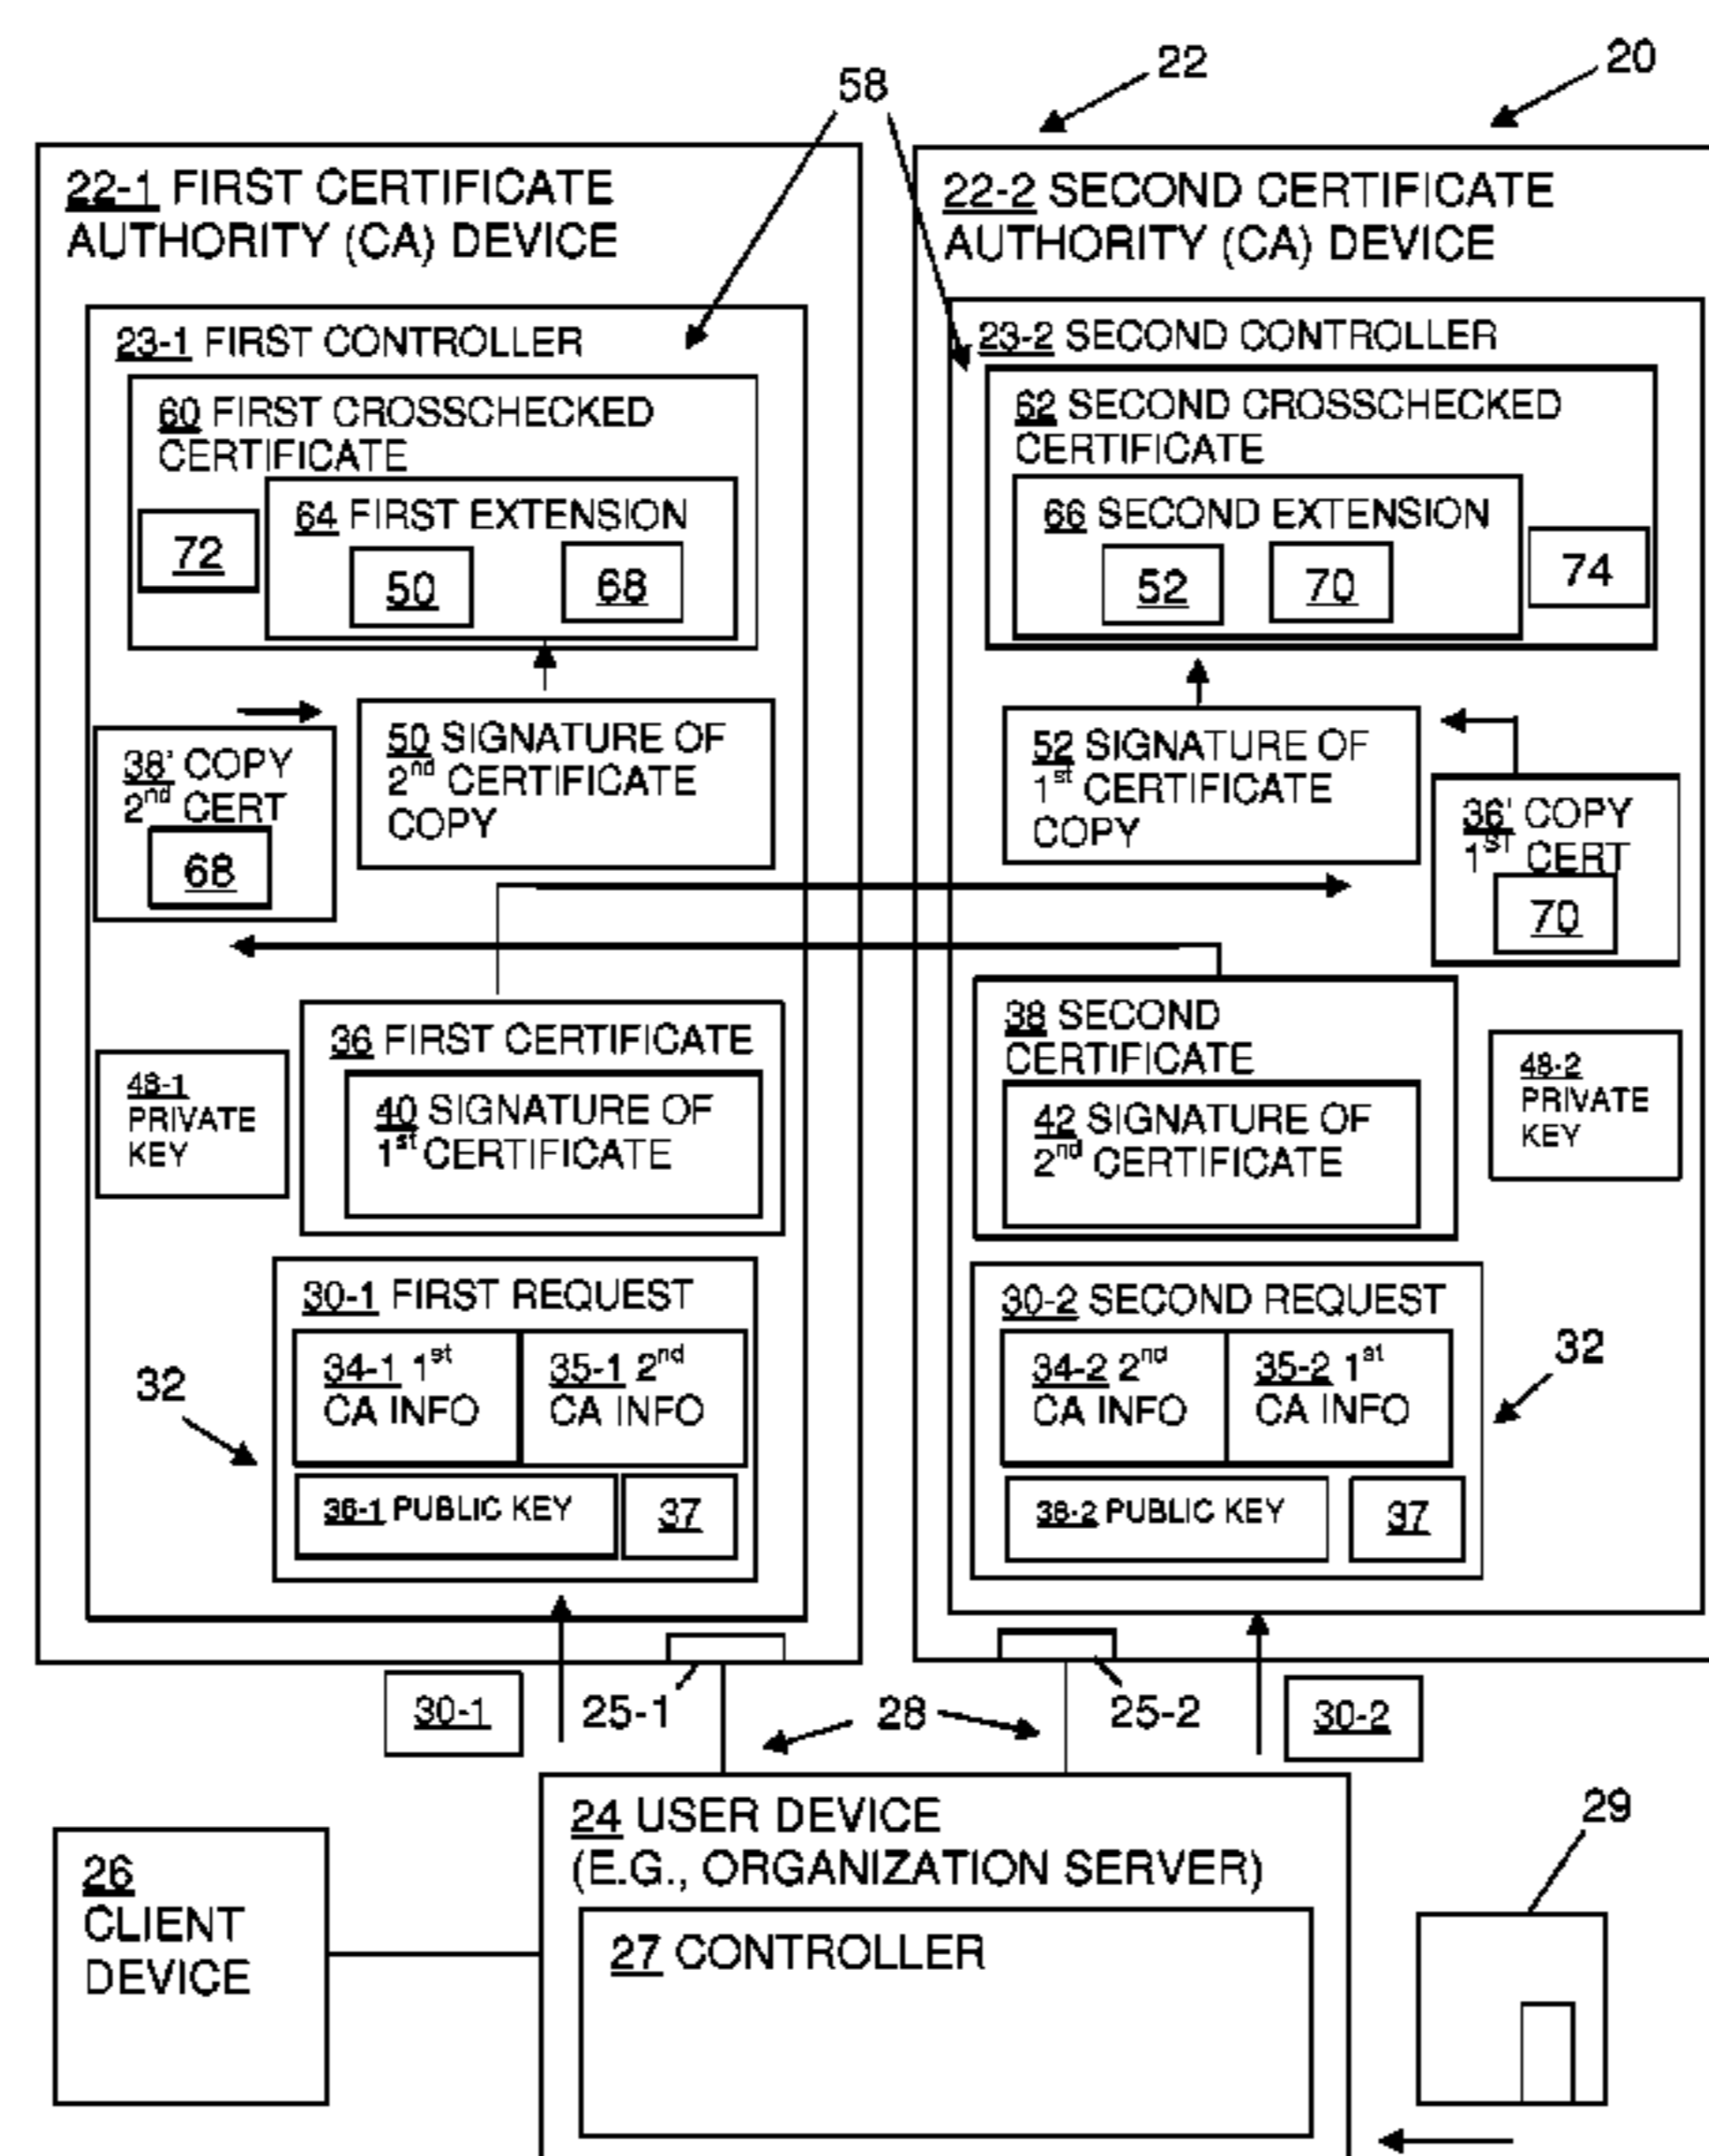 58
22
20
22-1 FIRST CERTIFICATE
AUTHORITY (CA) DEVICE
23-1 FIRST CONTROLLER
60 FIRST CROSSCHECKED
CERTIFICATE
64 FIRST EXTENSION
72
50
68
50 SIGNATURE OF
2nd CERTIFICATE
COPY
38' COPY
2nd CERT
68
36 FIRST CERTIFICATE
40 SIGNATURE OF
1st CERTIFICATE
48-1
PRIVATE
KEY
30-1 FIRST REQUEST
34-1 1st
CA INFO
35-1 2nd
CA INFO
36-1 PUBLIC KEY
37
32
22-2 SECOND CERTIFICATE
AUTHORITY (CA) DEVICE
23-2 SECOND CONTROLLER
62 SECOND CROSSCHECKED
CERTIFICATE
66 SECOND EXTENSION
52
70
74
52 SIGNATURE OF
1st CERTIFICATE
COPY
36' COPY
1ST CERT
70
38 SECOND
CERTIFICATE
42 SIGNATURE OF
2nd CERTIFICATE
48-2
PRIVATE
KEY
30-2 SECOND REQUEST
34-2 2nd
CA INFO
35-2 1st
CA INFO
36-2 PUBLIC KEY
37
32
30-1
25-1
28
25-2
30-2
24 USER DEVICE
(E.G., ORGANIZATION SERVER)
27 CONTROLLER
26
CLIENT
DEVICE
29